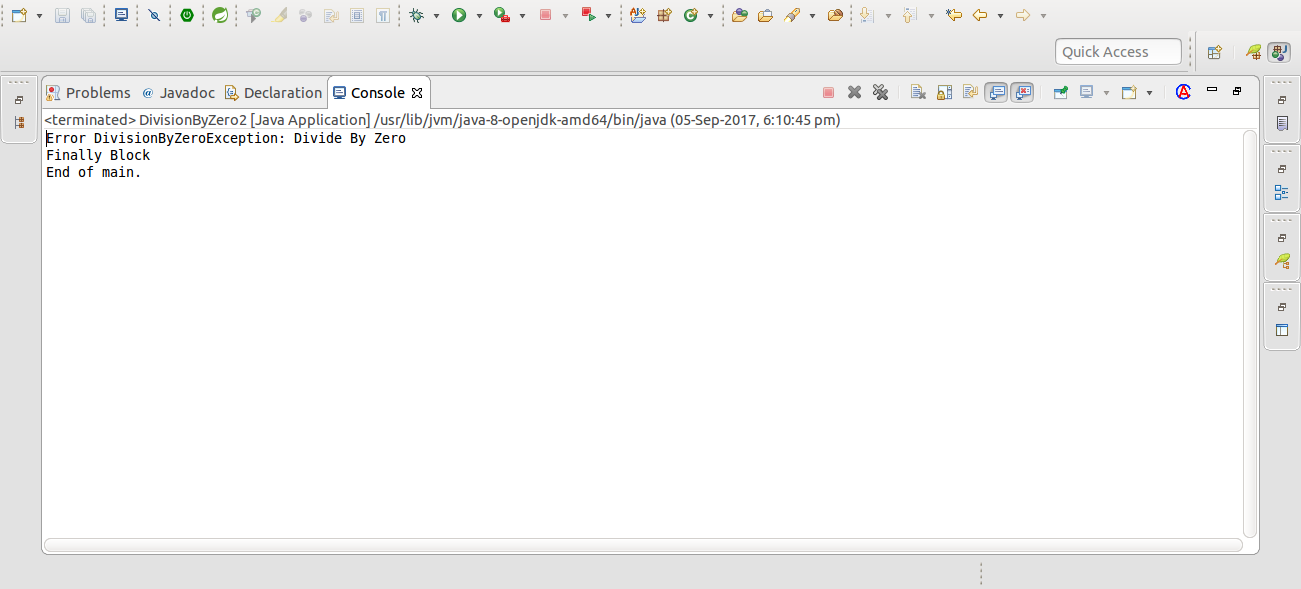 Quick Access
Problems @ Javadoc Declaration Console
<terminated> DivisionByZero2 [Java Application] /usr/lib/jvm/java-8-openjdk-amd64/bin/java (05-Sep-2017, 6:10:45 pm)
Error DivisionByZeroException: Divide By Zero
Finally Block
End of main.